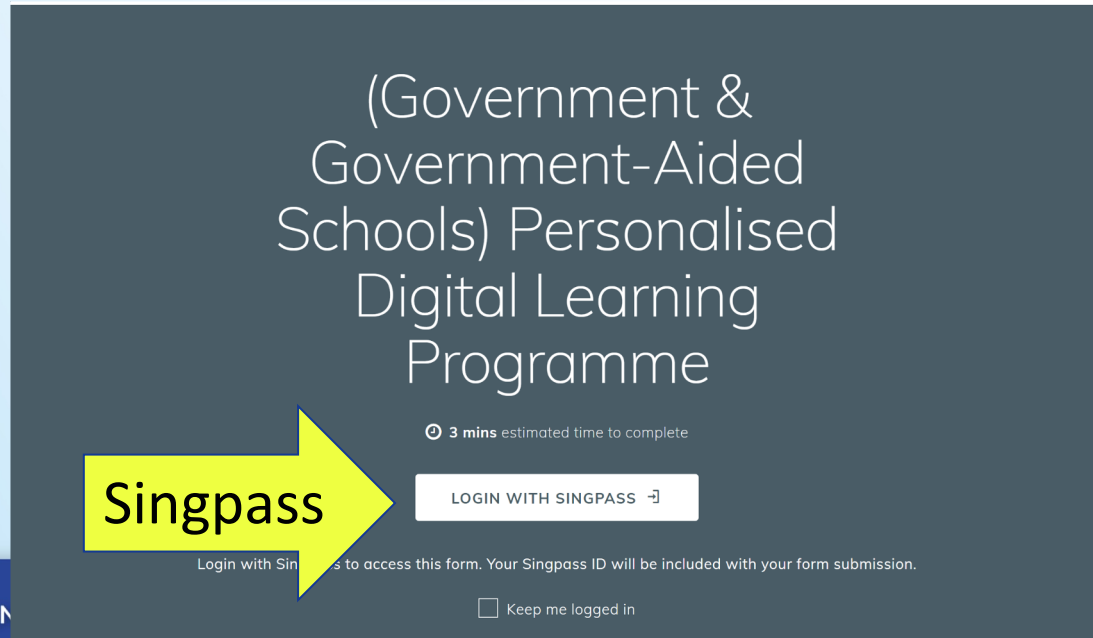 (Government &
Government-Aided
Schools) Personalised
Digital Learning
Programme
3 mins estimated time to complete
Singpass
LOGIN WITH SINGPASS
Login with Sin s to access this form. Your Singpass ID will be included with your form submission.
Keep me logged in
N